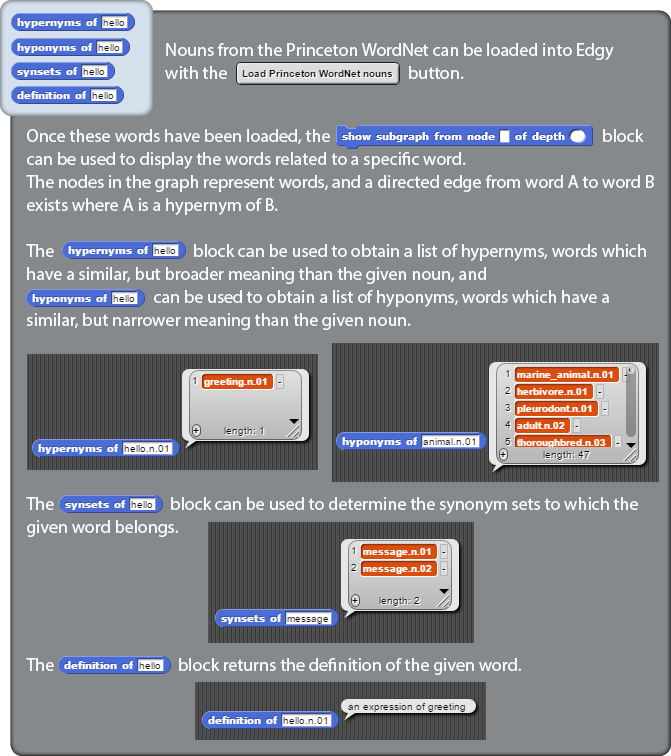 hypernyms of hello
hyponyms of hello
synsets of hello
definition of hello
Nouns from the Princeton WordNet can be loaded into Edgy
with the Load Princeton WordNet nouns button.
Once these words have been loaded, the show subgraph from node of depth block
can be used to display the words related to a specific word.
The nodes in the graph represent words, and a directed edge from word A to word B
exists where A is a hypernym of B.
The hypernyms of hello block can be used to obtain a list of hypernyms, words which
have a similar, but broader meaning than the given noun, and
hyponyms of hello can be used to obtain a list of hyponyms, words which have a
similar, but narrower meaning than the given noun.
1 greeting.n.01 -
+ length: 1
hypernyms of hello.n.01
1 marine_animal.n.01 -
2 herbivore.n.01 -
3 pleurodont.n.01 -
4 adult.n.02 -
5 thoroughbred.n.03 -
+ length: 47
hyponyms of animal.n.01
The synsets of hello block can be used to determine the synonym sets to which the
given word belongs.
1 message.n.01 -
2 message.n.02 -
+ length: 2
synsets of message
The definition of hello block returns the definition of the given word.
an expression of greeting
definition of hello.n.01